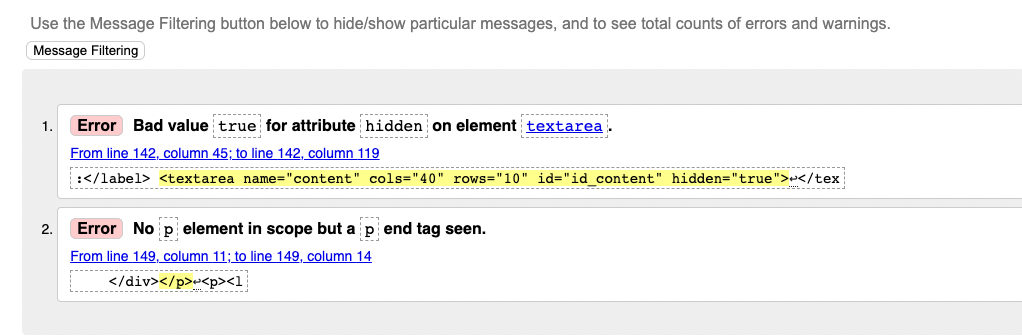 Use the Message Filtering button below to hide/show particular messages, and to see total counts of errors and warnings.
Message Filtering
1. Error Bad value true for attribute hidden on element textarea.
From line 142, column 45; to line 142, column 119
:</label> <textarea name="content" cols="40" rows="10" id="id_content" hidden="true">↩</tex
2. Error No p element in scope but a p end tag seen.
From line 149, column 11; to line 149, column 14
</div></p>↩<p><l